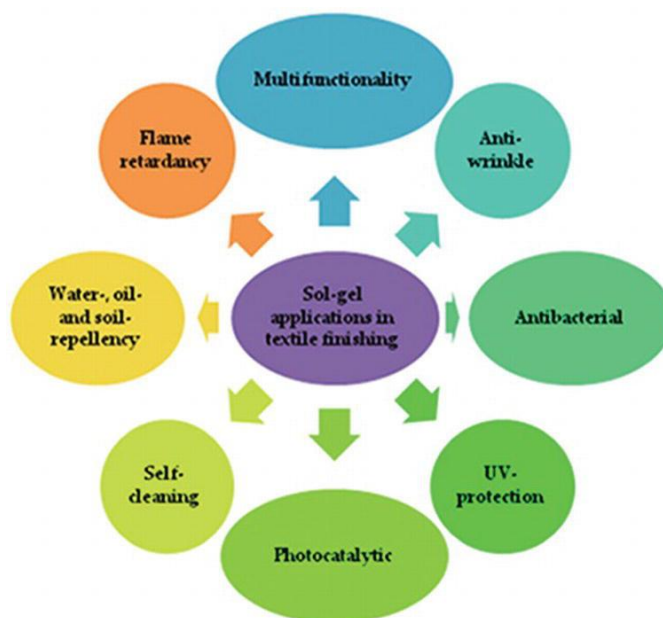 Multifunctionality
Flame
retardancy
Anti-
wrinkle
Water-, oil-
and soil-
repellency
Sol-gel
applications in
textile finishing
Antibacterial
Self-
cleaning
UV-
protection
Photocatalytic